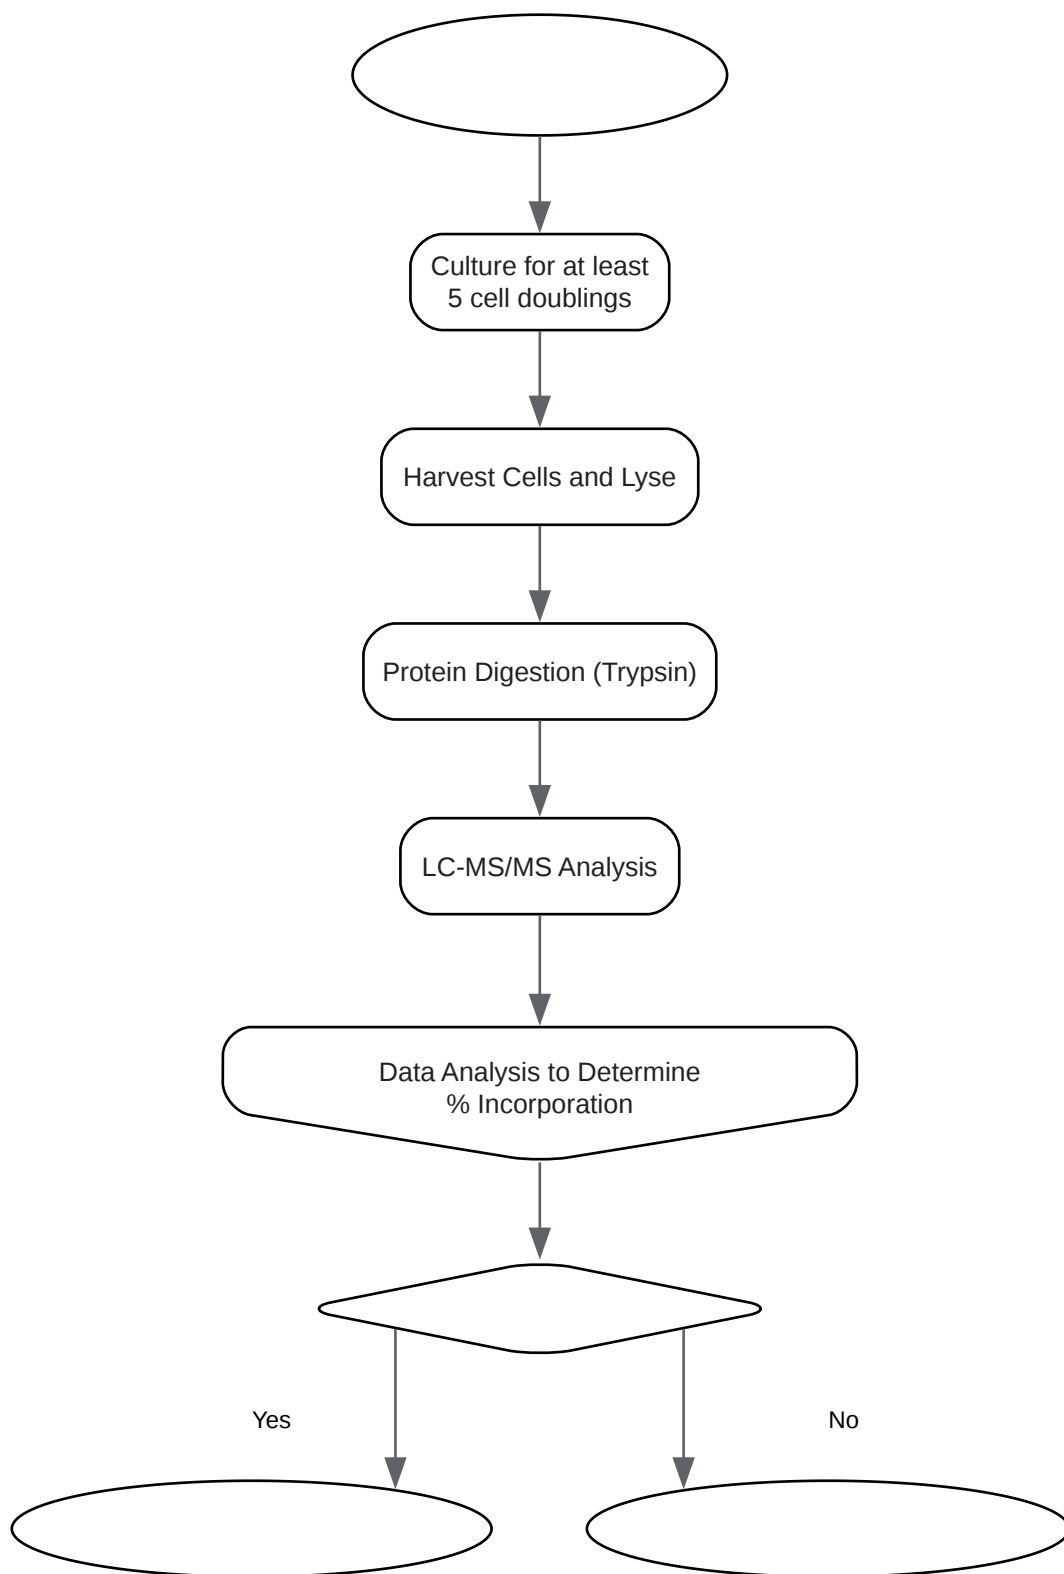 Culture for at least
5 cell doublings
Harvest Cells and Lyse
Protein Digestion (Trypsin)
LC-MS/MS Analysis
Data Analysis to Determine
% Incorporation
Yes
No